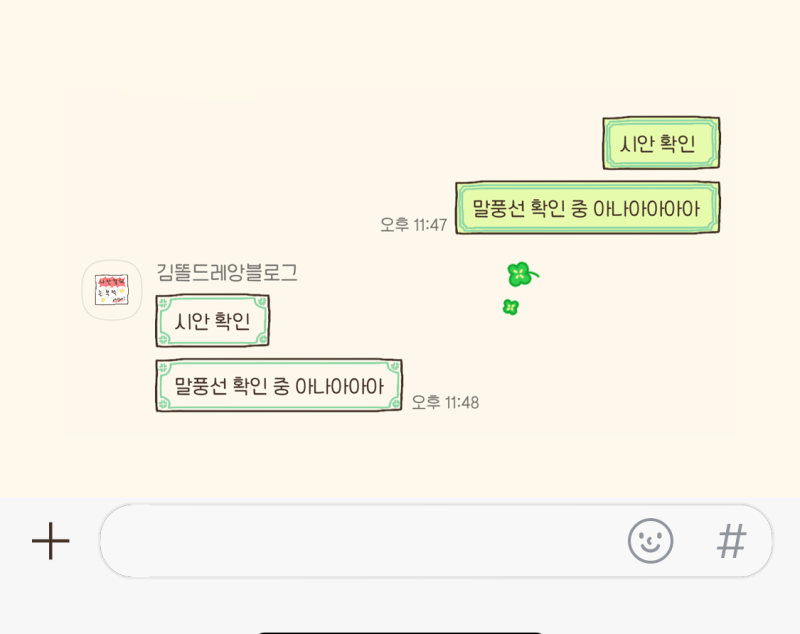 시안 확인
말풍선 확인 중 아나아아아아
오후 11:47
김똘드레앙블로그
시안 확인
말풍선 확인 중 아나아아아
오후 11:48
#